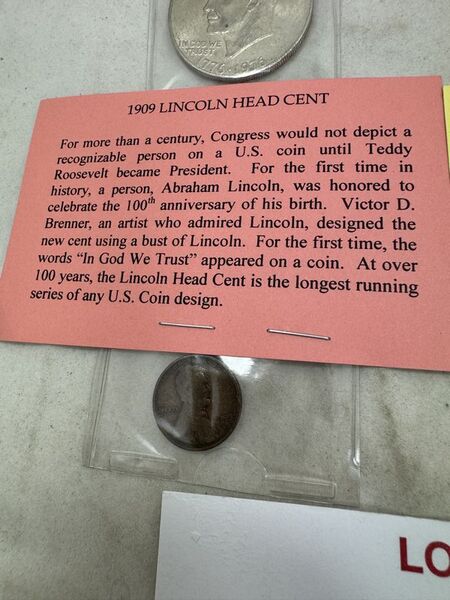 IN GOD WE
TRUST
1776-1976
1909 LINCOLN HEAD CENT
For more than a century, Congress would not depict a
recognizable person on a U.S. coin until Teddy
Roosevelt became President. For the first time in
history, a person, Abraham Lincoln, was honored to
celebrate the 100th anniversary of his birth. Victor D.
Brenner, an artist who admired Lincoln, designed the
new cent using a bust of Lincoln. For the first time, the
words “In God We Trust” appeared on a coin. At over
100 years, the Lincoln Head Cent is the longest running
series of any U.S. Coin design.
LO